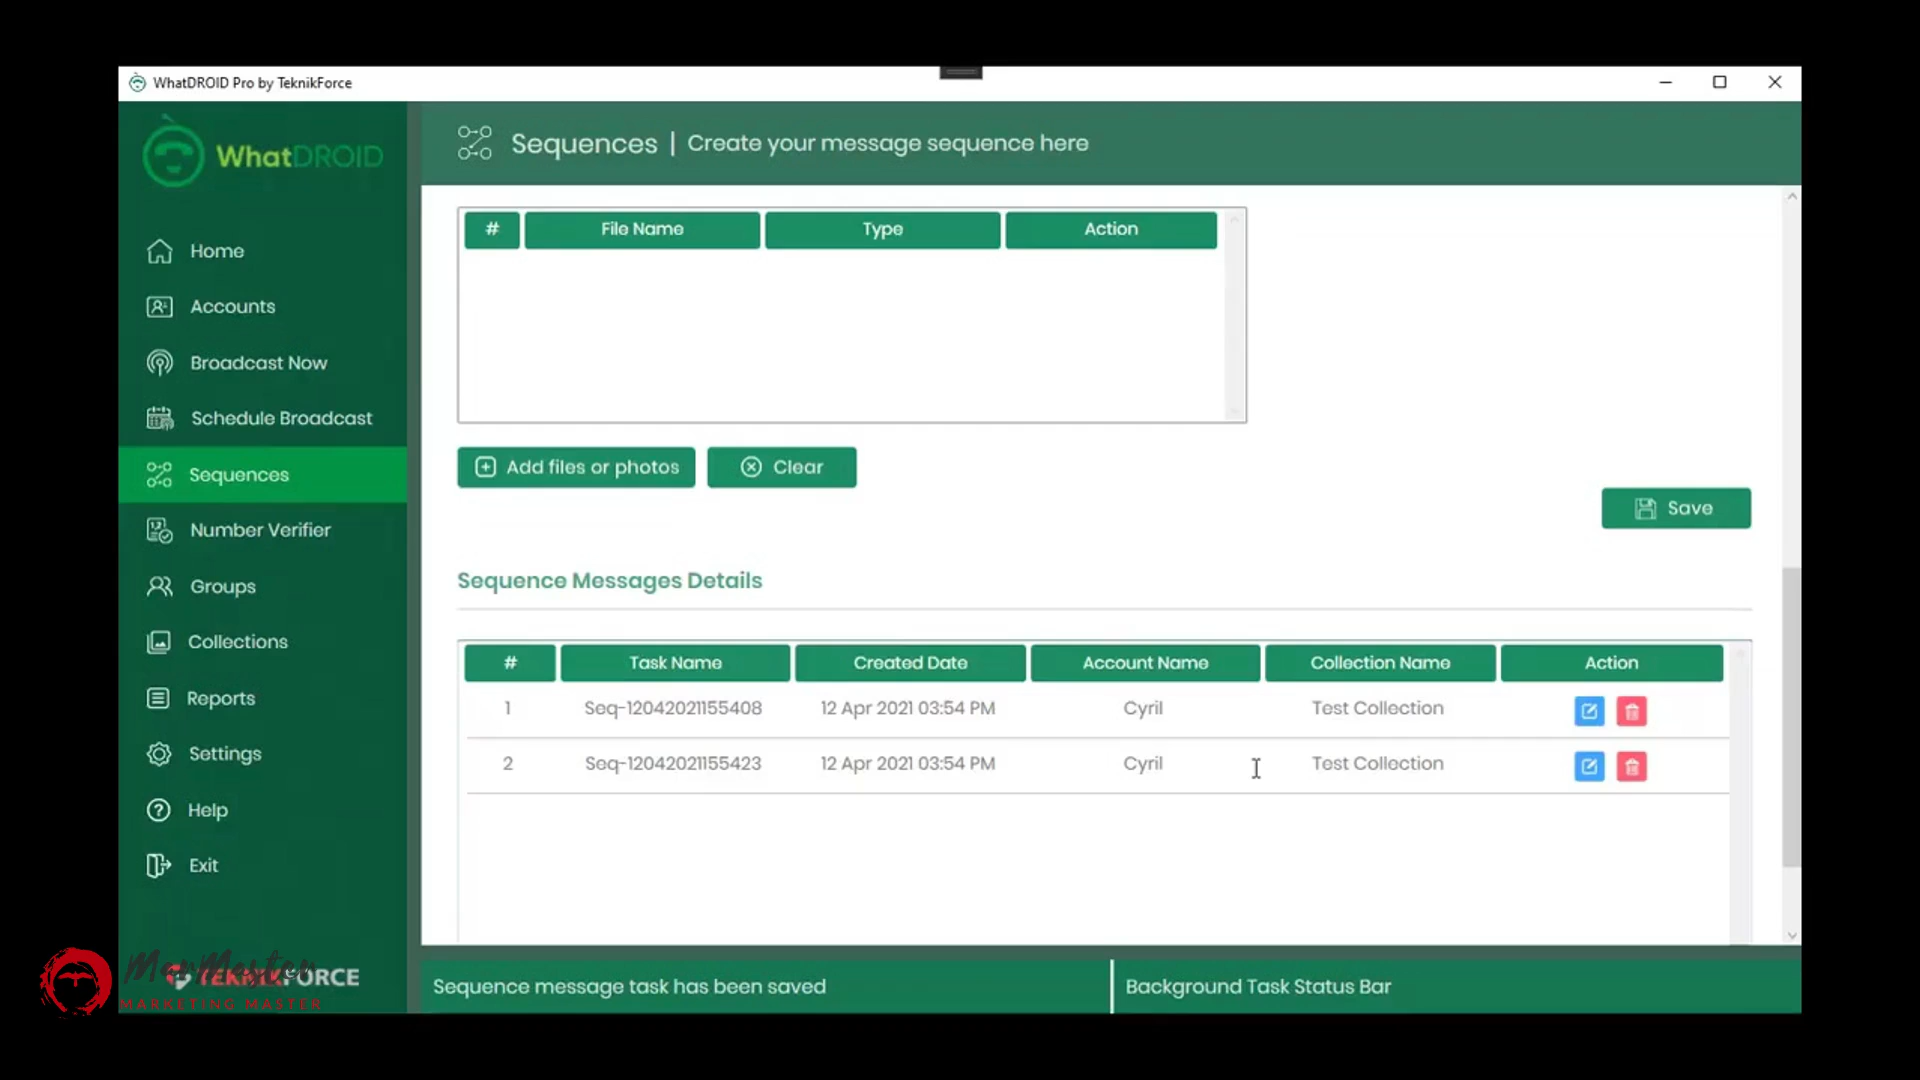 WhatDROID Pro by TeknikForce
WhatDROID
Sequences | Create your message sequence here
Home
Accounts
Broadcast Now
Schedule Broadcast
Sequences
Number Verifier
Groups
Collections
Reports
Settings
Help
Exit
# File Name Type Action
Add files or photos Clear
Save
Sequence Messages Details
# Task Name Created Date Account Name Collection Name Action
1 Seq-12042021155408 12 Apr 2021 03:54 PM Cyril Test Collection
2 Seq-12042021155423 12 Apr 2021 03:54 PM Cyril Test Collection
TEKNIKFORCE
MARKETING MASTER
Sequence message task has been saved
Background Task Status Bar